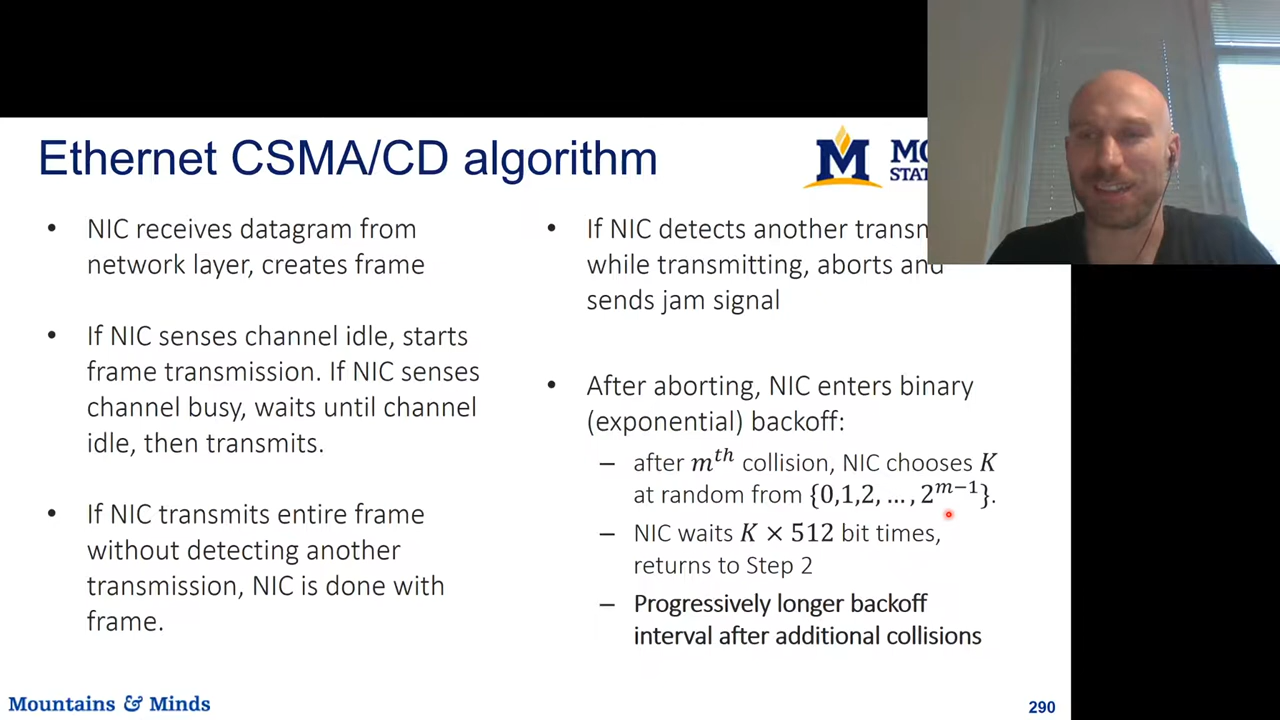 Ethernet CSMA/CD algorithm
M
STAT
• NIC receives datagram from
network layer, creates frame
• If NIC senses channel idle, starts
frame transmission. If NIC senses
channel busy, waits until channel
idle, then transmits.
• If NIC transmits entire frame
without detecting another
transmission, NIC is done with
frame.
• If NIC detects another
while transmitting, aborts and
sends jam signal
• After aborting, NIC enters binary
(exponential) backoff:
– after m^{th} collision, NIC chooses K
at random from {0,1,2, … , 2^{m−1}}.
– NIC waits K × 512 bit times,
returns to Step 2
– Progressively longer backoff
interval after additional collisions
Mountains & Minds
290